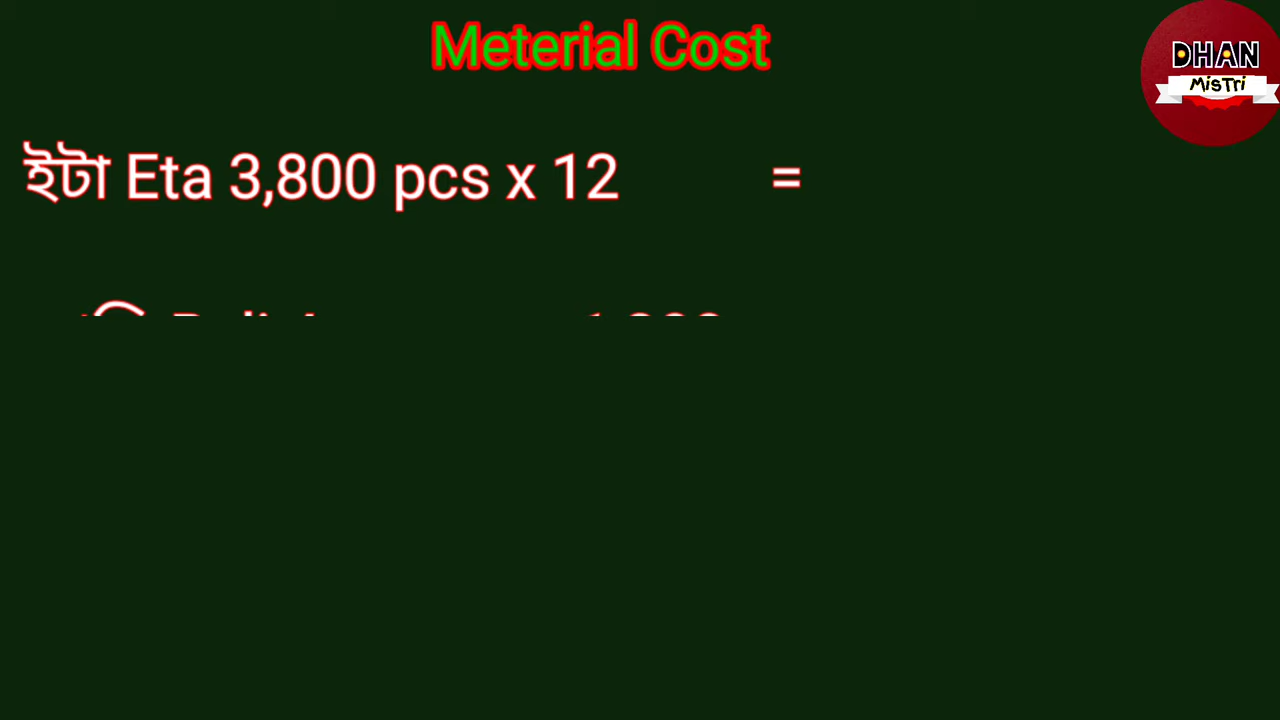 Meterial Cost
DHAN
MisTri
ইটা Eta 3,800 pcs x 12 =